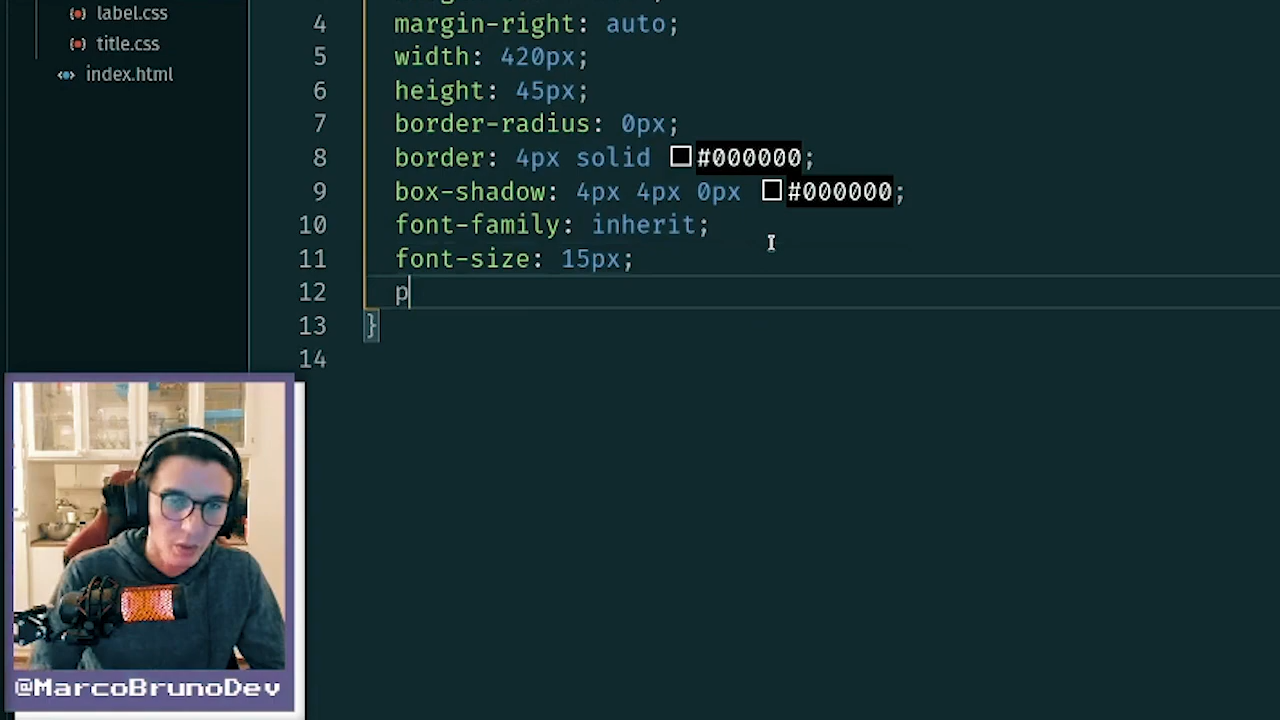 label.css
title.css
index.html
4 margin-right: auto;
5 width: 420px;
6 height: 45px;
7 border-radius: 0px;
8 border: 4px solid #000000;
9 box-shadow: 4px 4px 0px #000000;
10 font-family: inherit;
11 font-size: 15px;
12 p
13 }
14
@MarcoBrunoDev